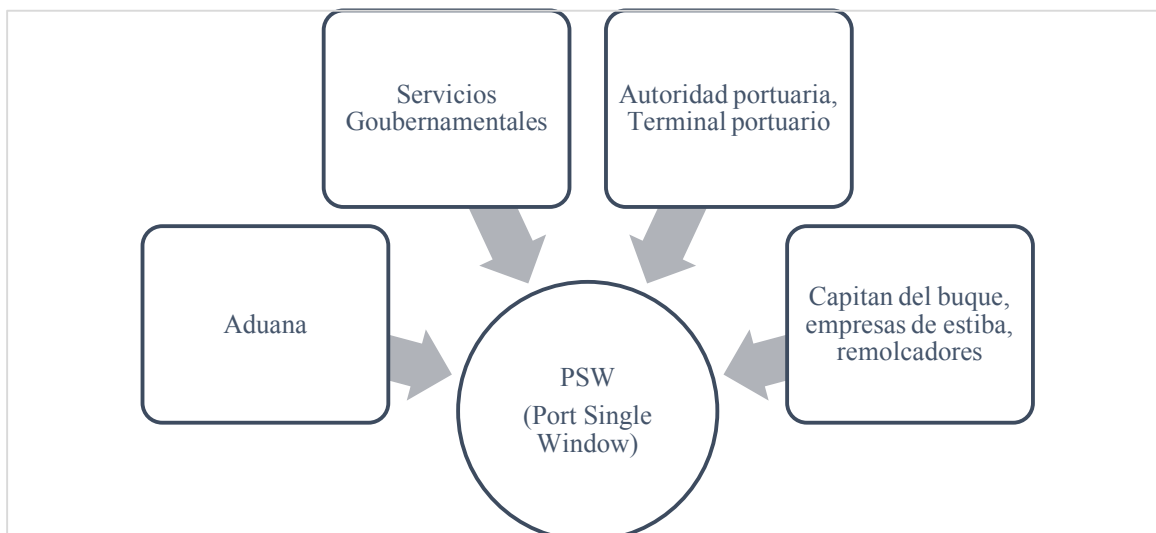 Servicios
Goubernamentales
Autoridad portuaria,
Terminal portuario
Aduana
Capitan del buque,
empresas de estiba,
remolcadores
PSW
(Port Single
Window)